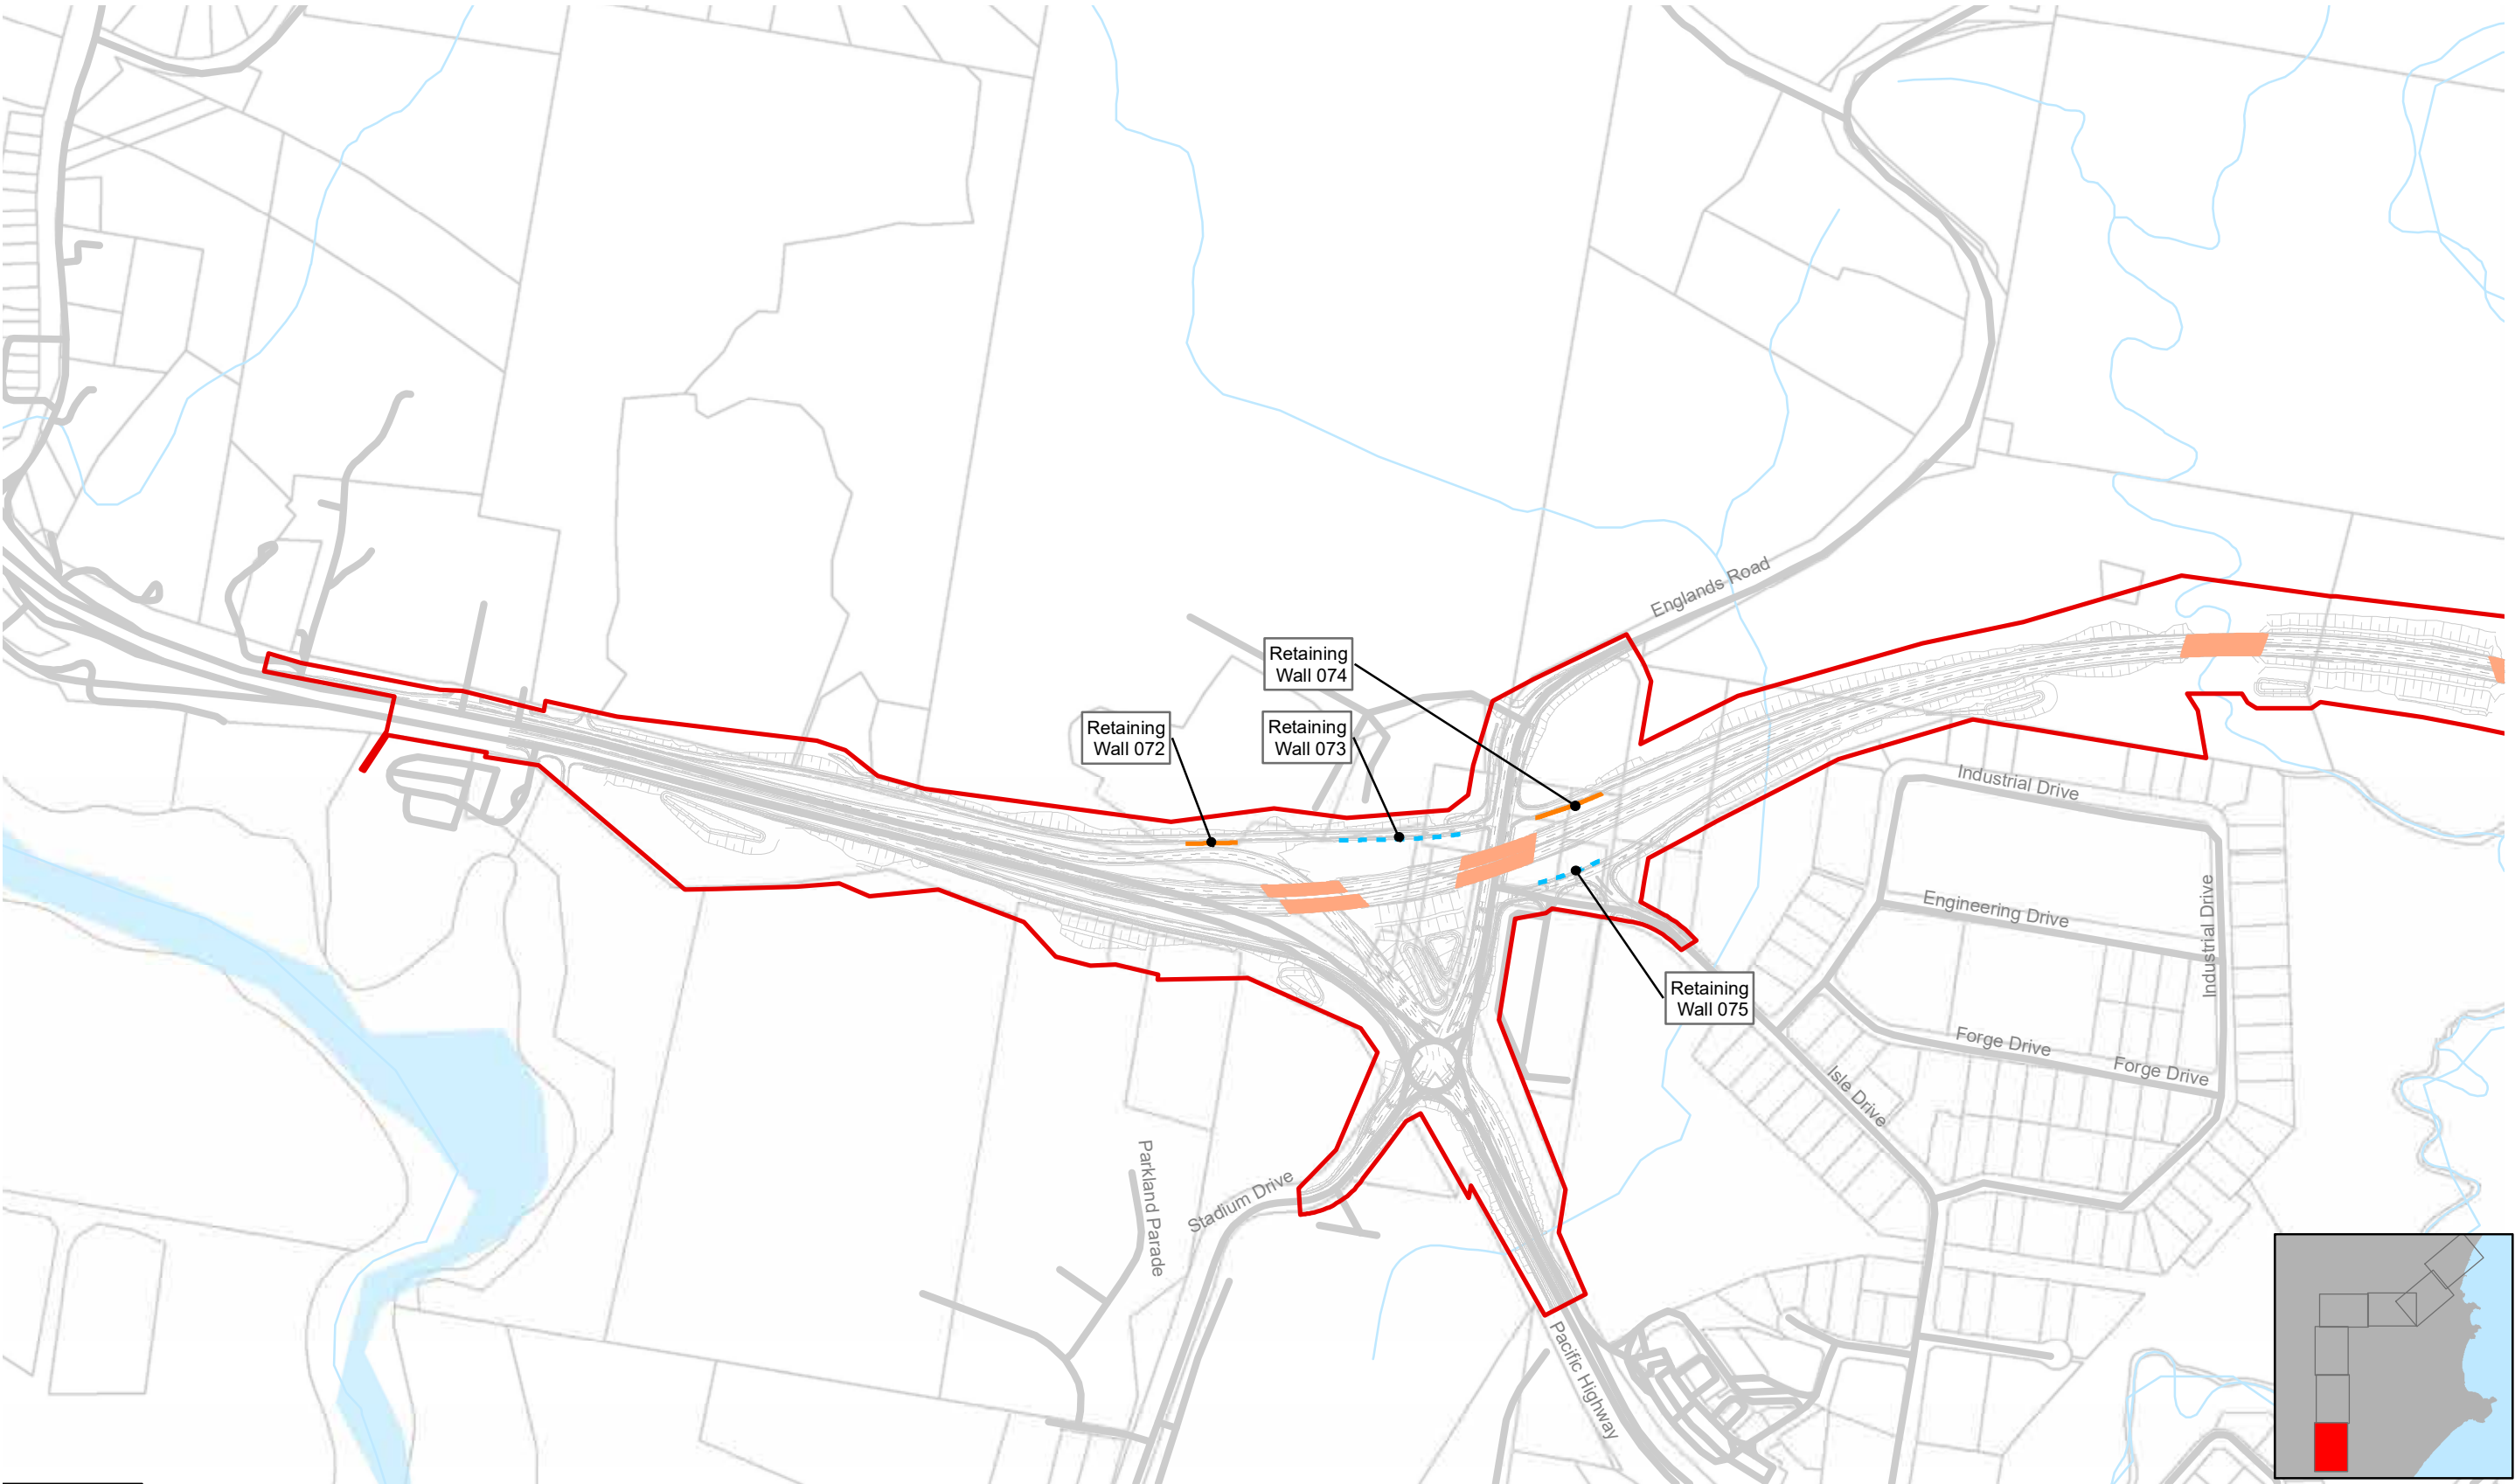 Englands Road
Retaining
Wall 074
Retaining
Wall 072
Retaining
Wall 073
Industrial Drive
Engineering Drive
Industrial Drive
Retaining
Wall 075
Forge Drive
Forge Drive
Isle Drive
Parkland Parade
Stadium Drive
Pacific Highway